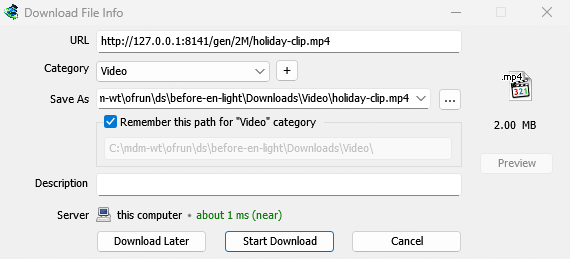 Download File Info
URL http://127.0.0.1:8141/gen/2M/holiday-clip.mp4
Category Video +
Save As m-wt\ofrun\ds\before-en-light\Downloads\Video\holiday-clip.mp4 ...
.mp4
321
2.00 MB
Remember this path for "Video" category
C:\mdm-wt\ofrun\ds\before-en-light\Downloads\Video\
Preview
Description
Server this computer • about 1 ms (near)
Download Later Start Download Cancel